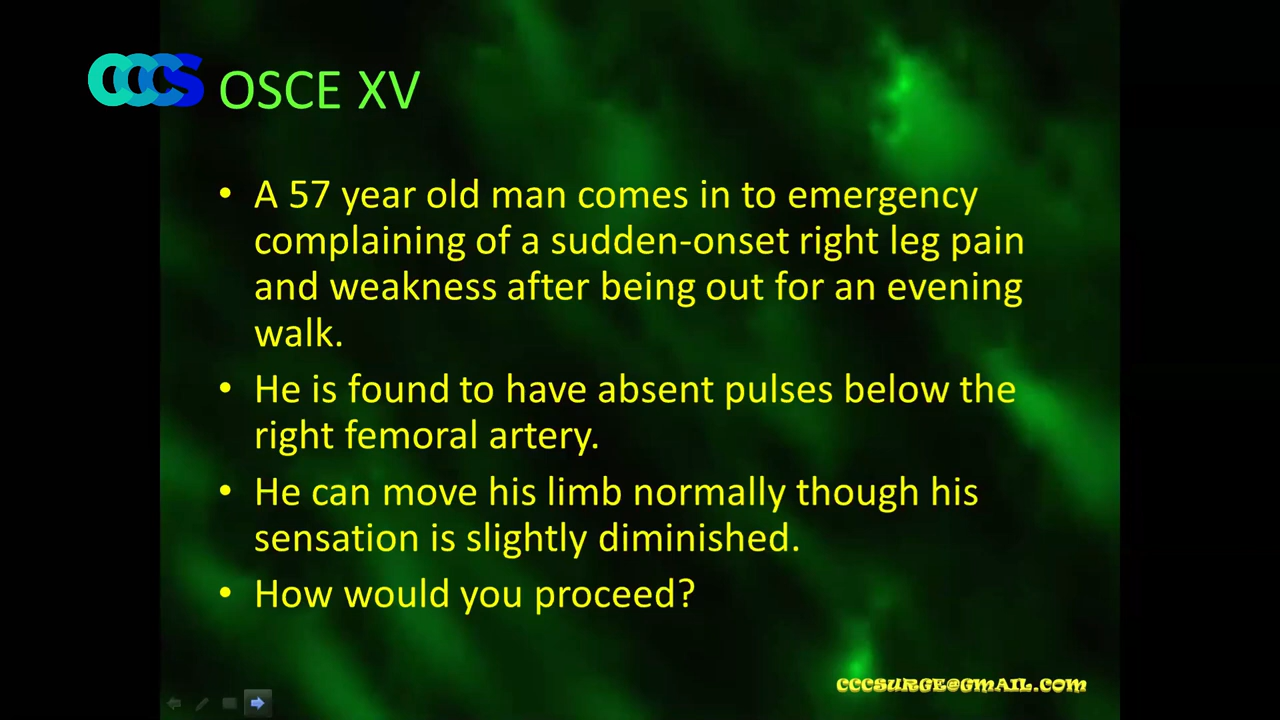 CCCS OSCE XV
• A 57 year old man comes in to emergency
complaining of a sudden-onset right leg pain
and weakness after being out for an evening
walk.
• He is found to have absent pulses below the
right femoral artery.
• He can move his limb normally though his
sensation is slightly diminished.
• How would you proceed?
CCCSURGE@GMAIL.COM